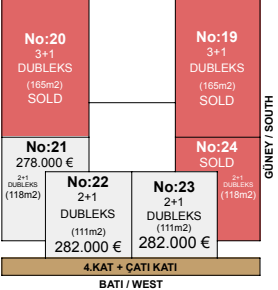 No:20
3+1
DUBLEKS
(165m2)
SOLD
No:19
3+1
DUBLEKS
(165m2)
SOLD
No:21
278.000 €
2+1
DUBLEKS
(118m2)
No:22
2+1
DUBLEKS
(111m2)
282.000 €
No:23
2+1
DUBLEKS
(111m2)
282.000 €
No:24
SOLD
2+1
DUBLEKS
(118m2)
GÜNEY / SOUTH
4.KAT + ÇATI KATI
BATI / WEST